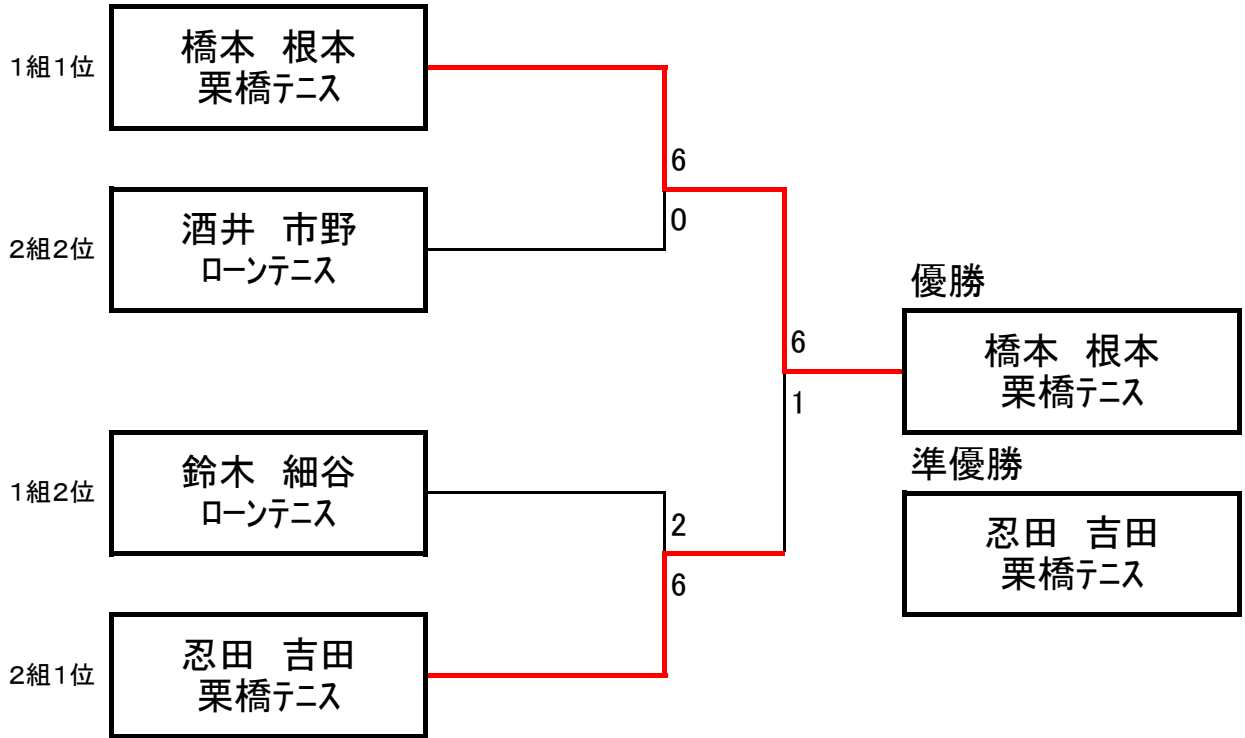 1組1位
橋本 根本
栗橋テニス
6
0
2組2位
酒井 市野
ローンテニス
優勝
橋本 根本
栗橋テニス
6
1
準優勝
忍田 吉田
栗橋テニス
1組2位
鈴木 細谷
ローンテニス
2
6
2組1位
忍田 吉田
栗橋テニス